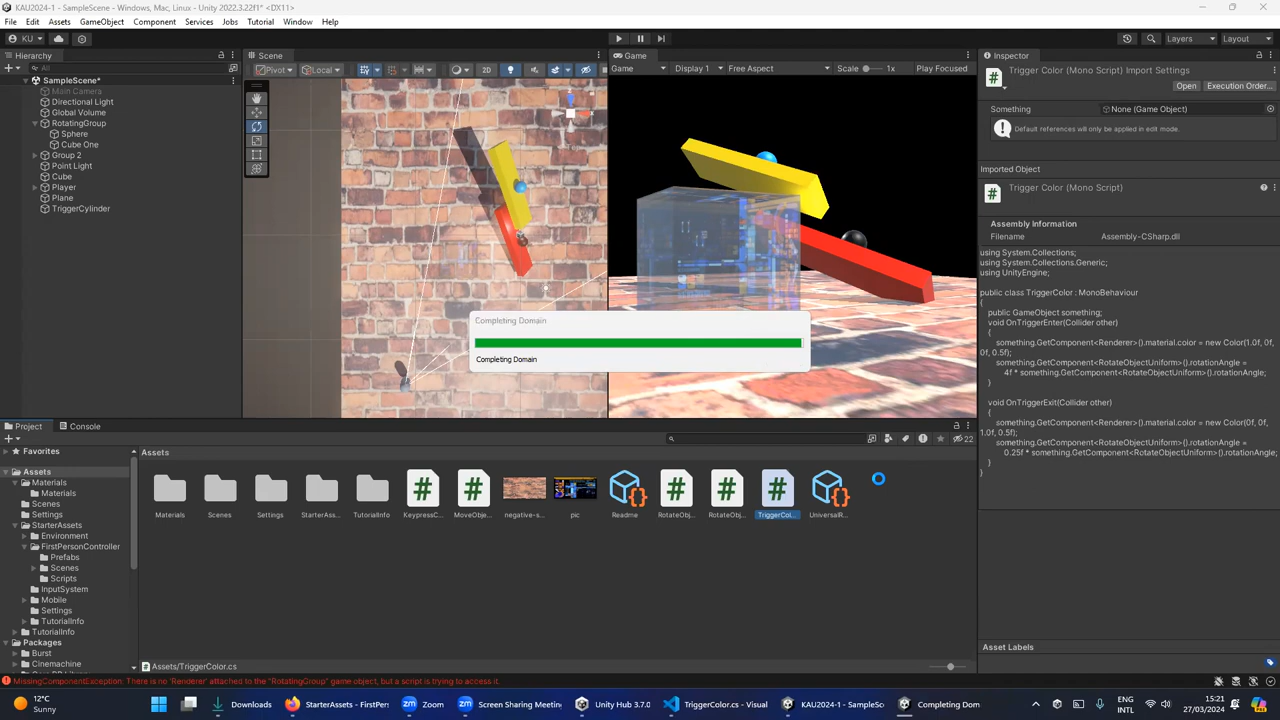 KAU2024-1 - SampleScene - Windows, Mac, Linux - Unity 2022.3.22f1* <DX11>
File Edit Assets GameObject Component Services Jobs Tutorial Window Help
KU
Layers Layout
Hierarchy
All
SampleScene*
Main Camera
Directional Light
Global Volume
RotatingGroup
Sphere
Cube One
Group 2
Point Light
Cube
Player
Plane
TriggerCylinder
Scene
Pivot Local 2D
Top
Game
Game Display 1 Free Aspect Scale 1x Play Focused
Completing Domain
Completing Domain
Inspector
Trigger Color (Mono Script) Import Settings
Open Execution Order...
Something None (Game Object)
Default references will only be applied in edit mode.
Imported Object
Trigger Color (Mono Script)
Assembly Information
Filename Assembly-CSharp.dll
using System.Collections;
using System.Collections.Generic;
using UnityEngine;
public class TriggerColor : MonoBehaviour
{
public GameObject something;
void OnTriggerEnter(Collider other)
{
something.GetComponent<Renderer>().material.color = new Color(1.0f, 0f,
0f, 0.5f);
something.GetComponent<RotateObjectUniform>().rotationAngle =
4f * something.GetComponent<RotateObjectUniform>().rotationAngle;
}
void OnTriggerExit(Collider other)
{
something.GetComponent<Renderer>().material.color = new Color(0f, 0f,
1.0f, 0.5f);
something.GetComponent<RotateObjectUniform>().rotationAngle =
0.25f * something.GetComponent<RotateObjectUniform>().rotationAngle;
}
}
Asset Labels
Project Console
22
Favorites
Assets
Materials
Materials
Scenes
Settings
StarterAssets
Environment
FirstPersonController
Prefabs
Scenes
Scripts
InputSystem
Mobile
Settings
TutorialInfo
TutorialInfo
Packages
Burst
Cinemachine
Assets
Materials Scenes Settings StarterAss... TutorialInfo KeypressC... MoveObje... negative-s... pic Readme RotateObj... RotateObj... TriggerCol... UniversalR...
Assets/TriggerColor.cs
MissingComponentException: There is no 'Renderer' attached to the "RotatingGroup" game object, but a script is trying to access it.
12°C
Sunny
Downloads
StarterAssets - FirstPers
Zoom
Screen Sharing Meeting
Unity Hub 3.7.0
TriggerColor.cs - Visual
KAU2024-1 - SampleSc
Completing Dom
ENG
INTL
15:21
27/03/2024